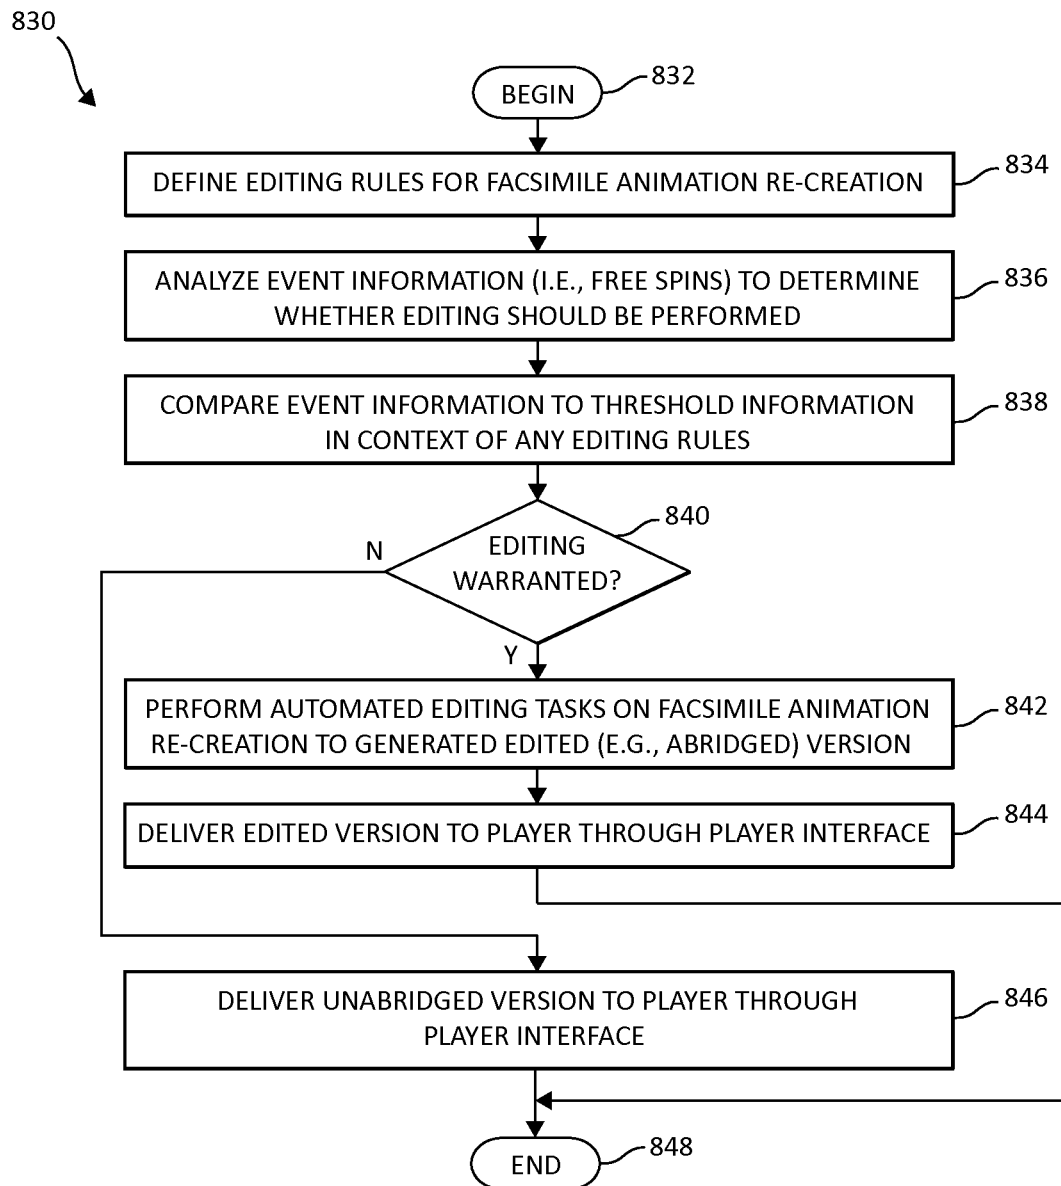 830
BEGIN
832
DEFINE EDITING RULES FOR FACSIMILE ANIMATION RE-CREATION
834
ANALYZE EVENT INFORMATION (I.E., FREE SPINS) TO DETERMINE
WHETHER EDITING SHOULD BE PERFORMED
836
COMPARE EVENT INFORMATION TO THRESHOLD INFORMATION
IN CONTEXT OF ANY EDITING RULES
838
840
EDITING
WARRANTED?
N
Y
PERFORM AUTOMATED EDITING TASKS ON FACSIMILE ANIMATION
RE-CREATION TO GENERATED EDITED (E.G., ABRIDGED) VERSION
842
DELIVER EDITED VERSION TO PLAYER THROUGH PLAYER INTERFACE
844
DELIVER UNABRIDGED VERSION TO PLAYER THROUGH
PLAYER INTERFACE
846
END
848